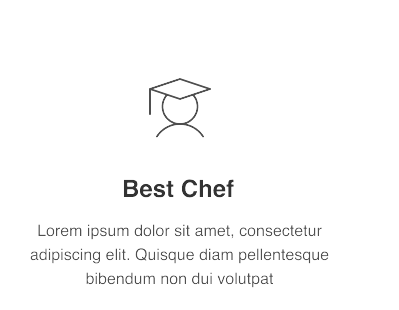 Best Chef
Lorem ipsum dolor sit amet, consectetur
adipiscing elit. Quisque diam pellentesque
bibendum non dui volutpat